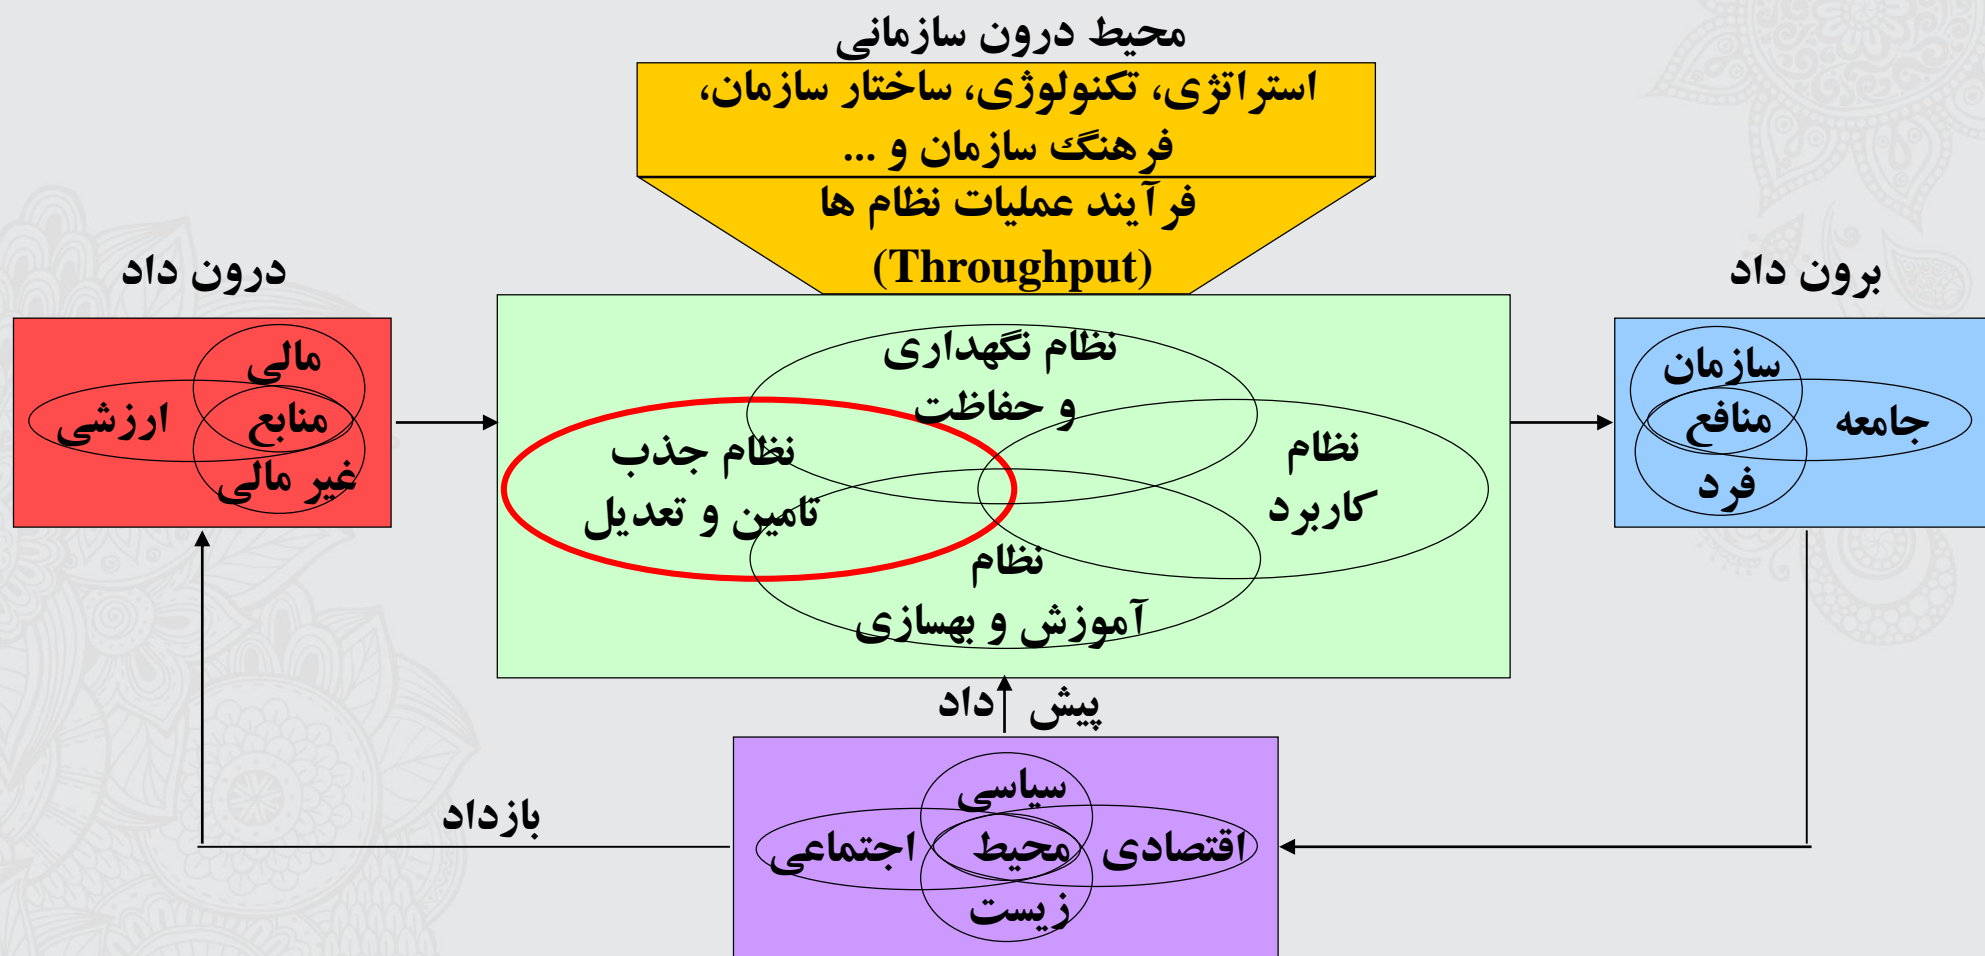 محیط درون سازمانی
استراتژی، تکنولوژی، ساختار سازمان،
فرهنگ سازمان و ...
فرآیند عملیات نظام ها
(Throughput)
درون داد
مالی
منابع
ارزشی
غیر مالی
نظام نگهداری
و حفاظت
نظام جذب
تامین و تعدیل
نظام
کاربرد
نظام
آموزش و بهسازی
برون داد
سازمان
منافع
جامعه
فرد
پیش داد
سیاسی
اقتصادی
محیط
اجتماعی
زیست
بازداد